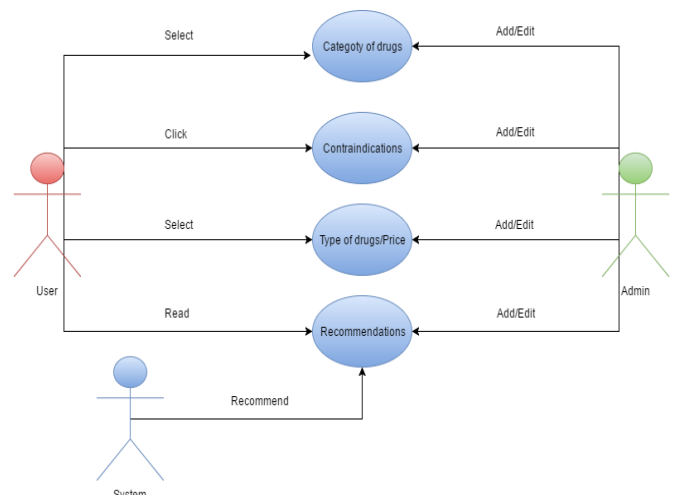 Select
Categoty of drugs
Add/Edit
Click
Contraindications
Add/Edit
Select
Type of drugs/Price
Add/Edit
User
Admin
Read
Recommendations
Add/Edit
Recommend
System